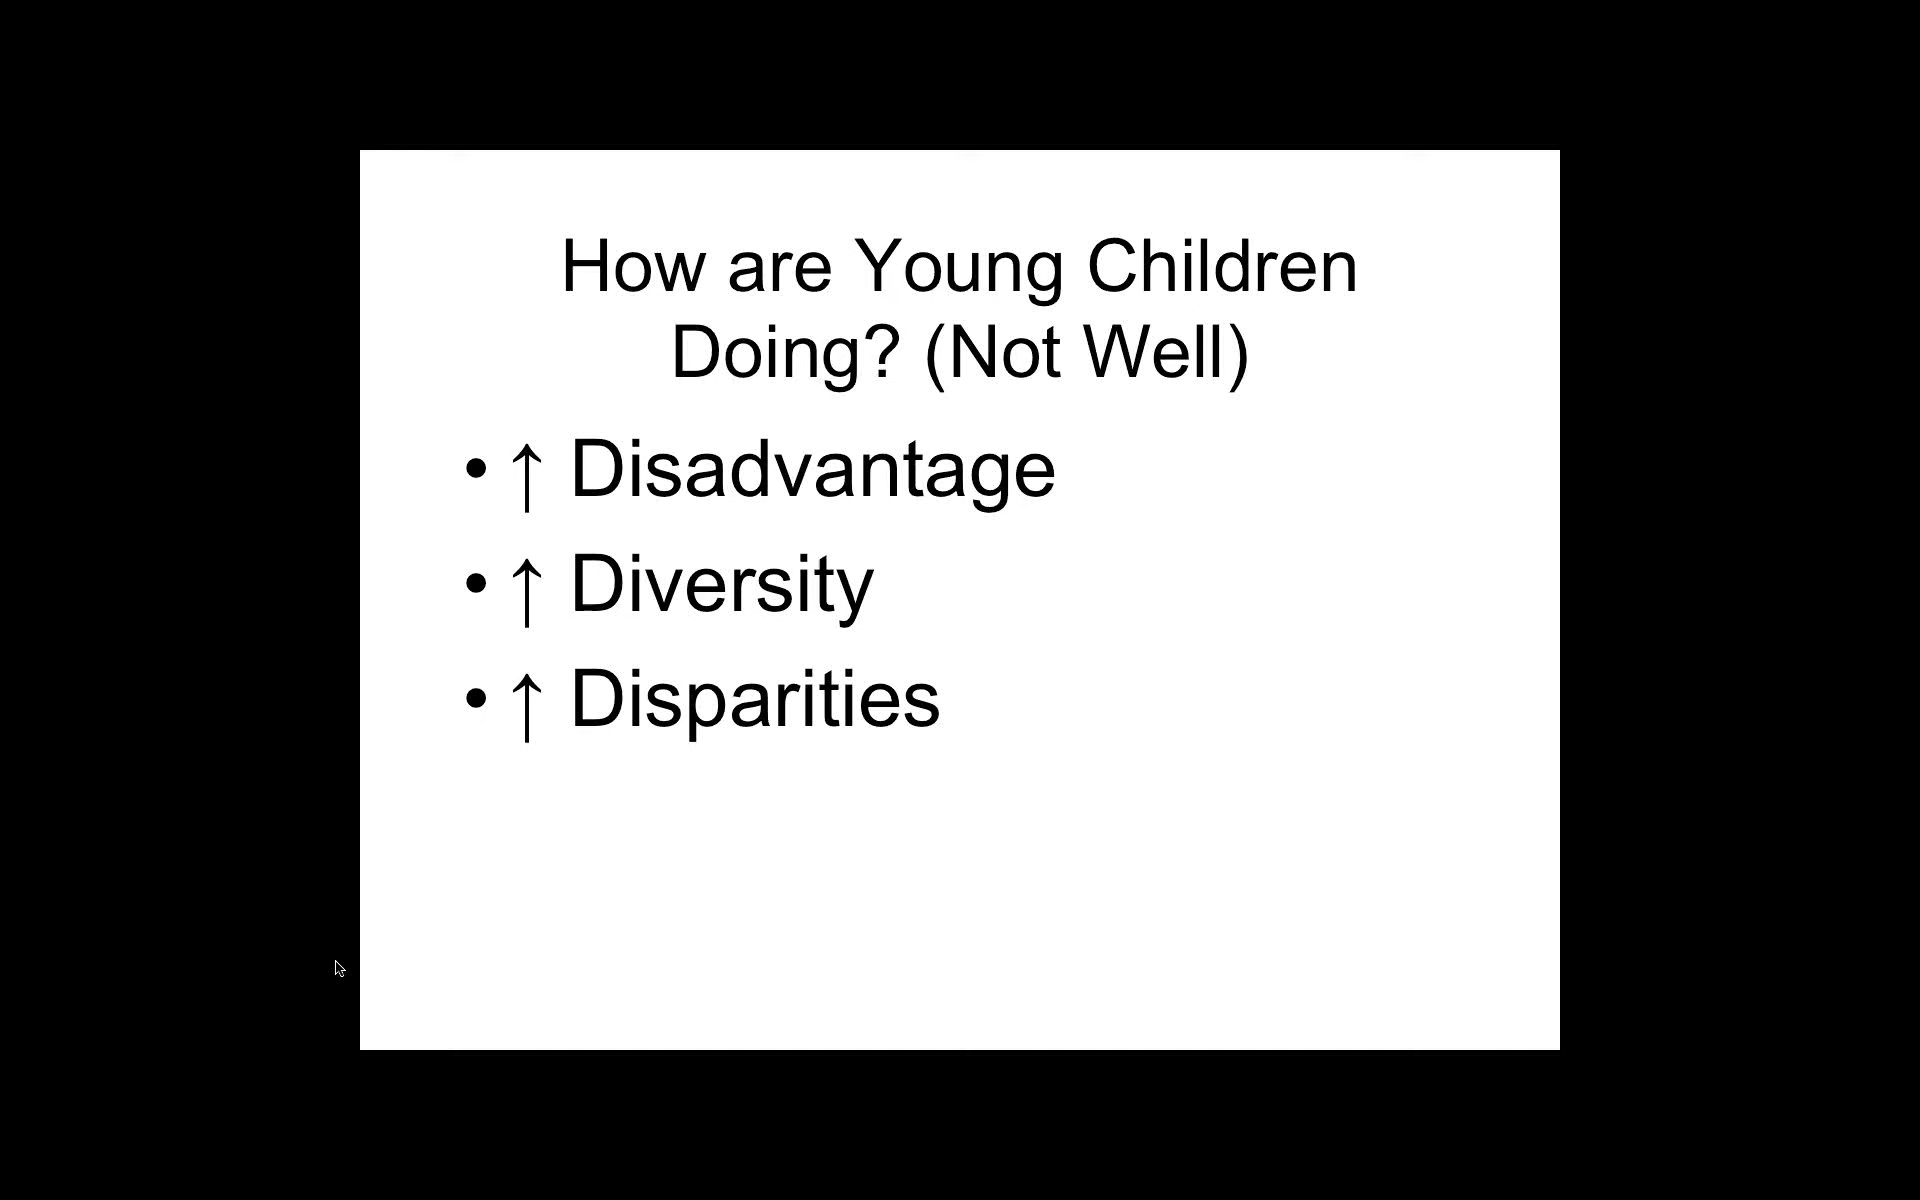 How are Young Children
Doing? (Not Well)
• ↑ Disadvantage
• ↑ Diversity
• ↑ Disparities